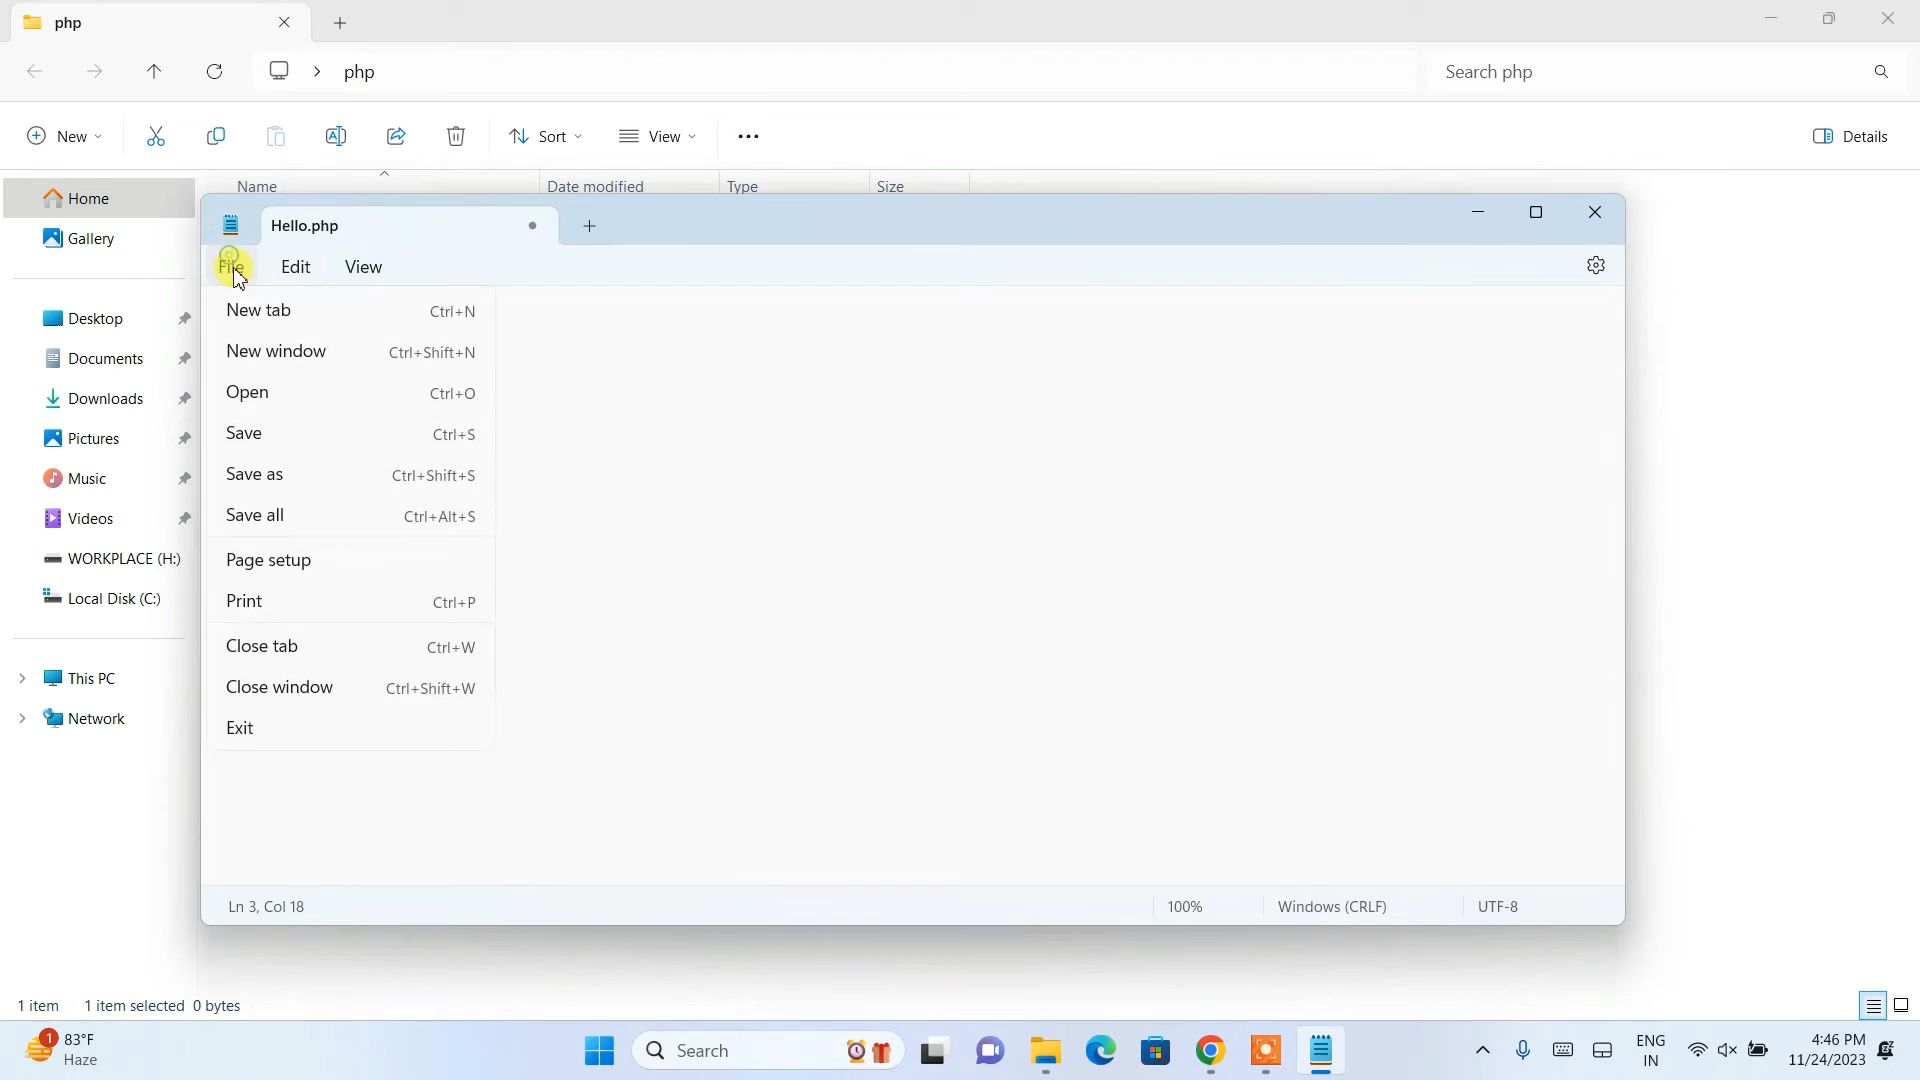 php
php
Search php
New
Sort
View
Details
Name
Date modified
Type
Size
Home
Gallery
Desktop
Documents
Downloads
Pictures
Music
Videos
WORKPLACE (H:)
Local Disk (C:)
This PC
Network
Hello.php
File
Edit
View
New tab Ctrl+N
New window Ctrl+Shift+N
Open Ctrl+O
Save Ctrl+S
Save as Ctrl+Shift+S
Save all Ctrl+Alt+S
Page setup
Print Ctrl+P
Close tab Ctrl+W
Close window Ctrl+Shift+W
Exit
Ln 3, Col 18
100%
Windows (CRLF)
UTF-8
1 item
1 item selected 0 bytes
1
83°F
Haze
Search
ENG
IN
4:46 PM
11/24/2023